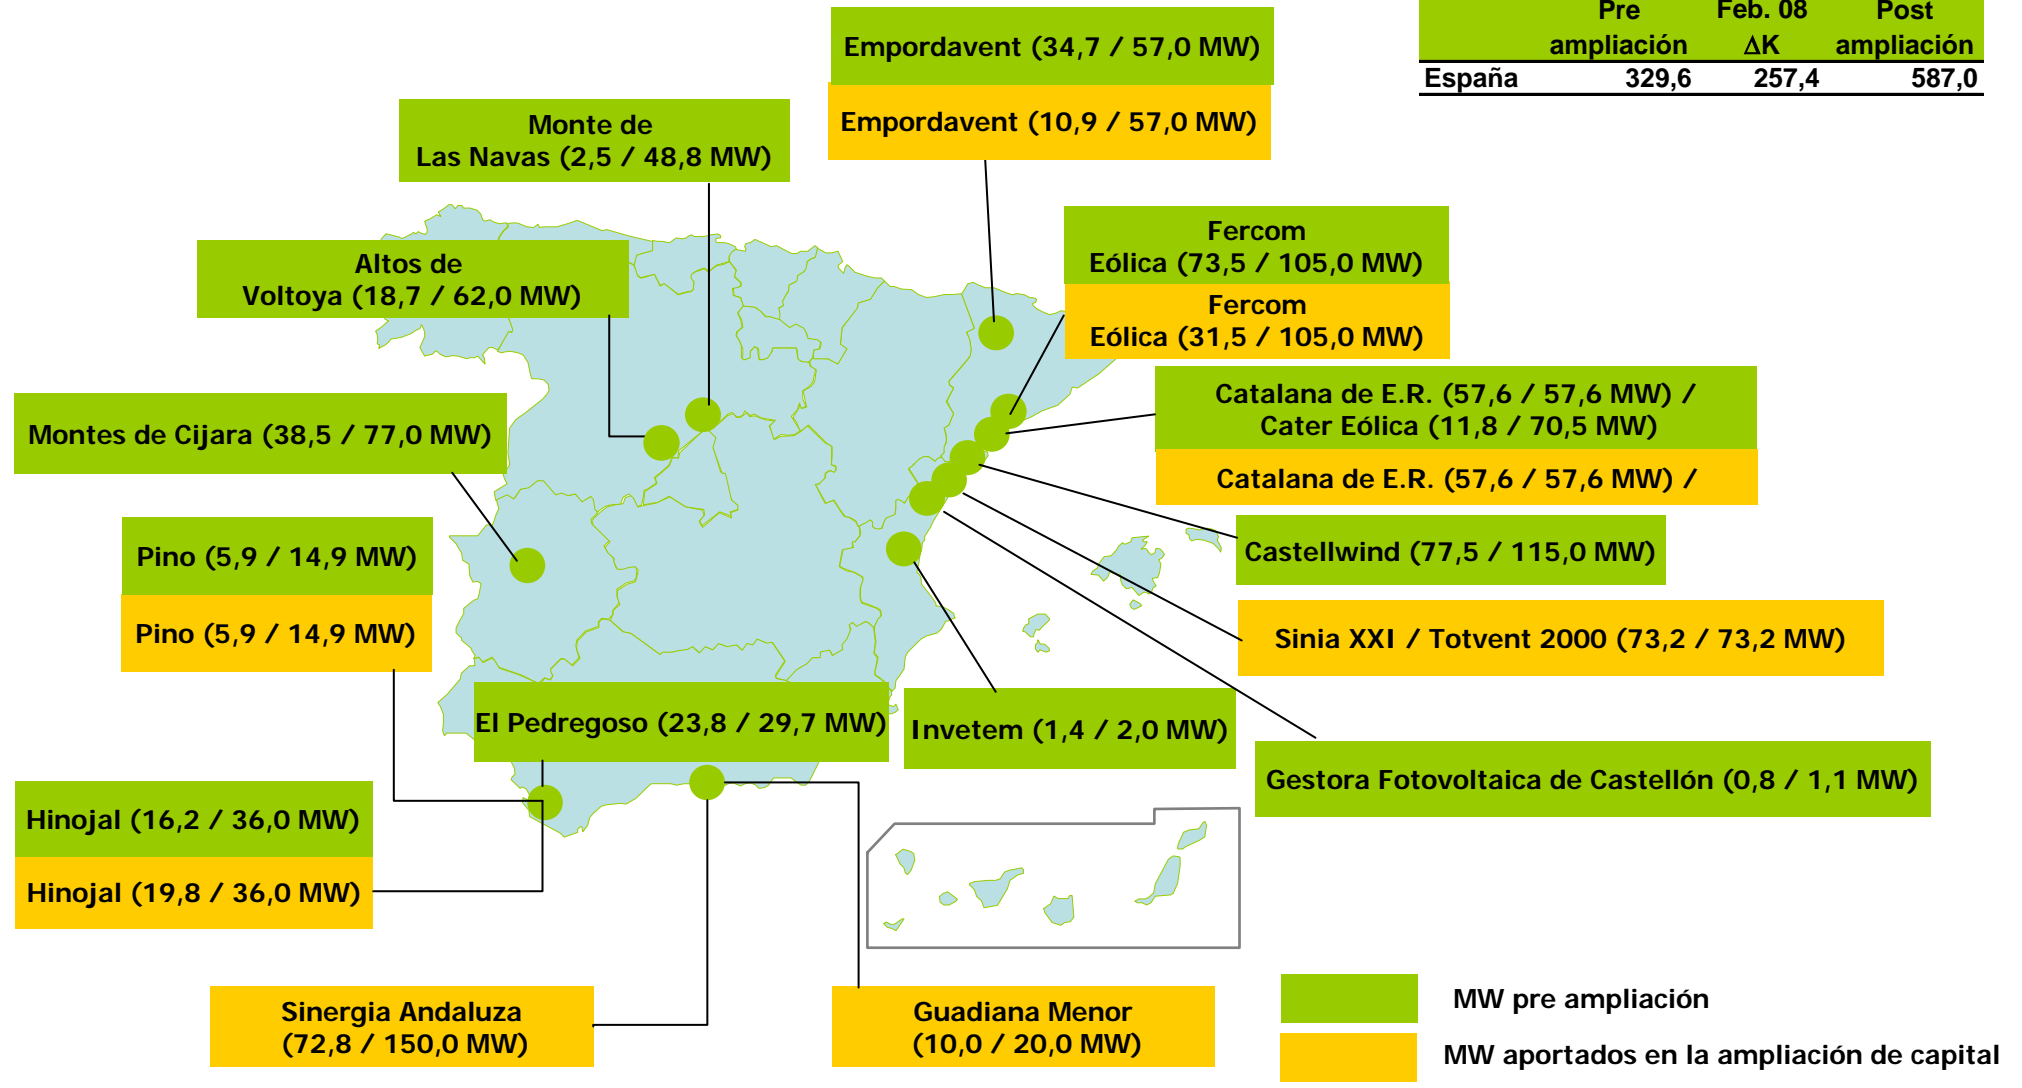 Pre Feb. 08 Post
ampliación ΔK ampliación
España 329,6 257,4 587,0
Empordavent (34,7 / 57,0 MW)
Empordavent (10,9 / 57,0 MW)
Monte de
Las Navas (2,5 / 48,8 MW)
Altos de
Voltoya (18,7 / 62,0 MW)
Fercom
Eólica (73,5 / 105,0 MW)
Fercom
Eólica (31,5 / 105,0 MW)
Catalana de E.R. (57,6 / 57,6 MW) /
Cater Eólica (11,8 / 70,5 MW)
Catalana de E.R. (57,6 / 57,6 MW) /
Montes de Cijara (38,5 / 77,0 MW)
Castellwind (77,5 / 115,0 MW)
Pino (5,9 / 14,9 MW)
Pino (5,9 / 14,9 MW)
Sinia XXI / Totvent 2000 (73,2 / 73,2 MW)
El Pedregoso (23,8 / 29,7 MW)
Invetem (1,4 / 2,0 MW)
Gestora Fotovoltaica de Castellón (0,8 / 1,1 MW)
Hinojal (16,2 / 36,0 MW)
Hinojal (19,8 / 36,0 MW)
Sinergia Andaluza
(72,8 / 150,0 MW)
Guadiana Menor
(10,0 / 20,0 MW)
MW pre ampliación
MW aportados en la ampliación de capital